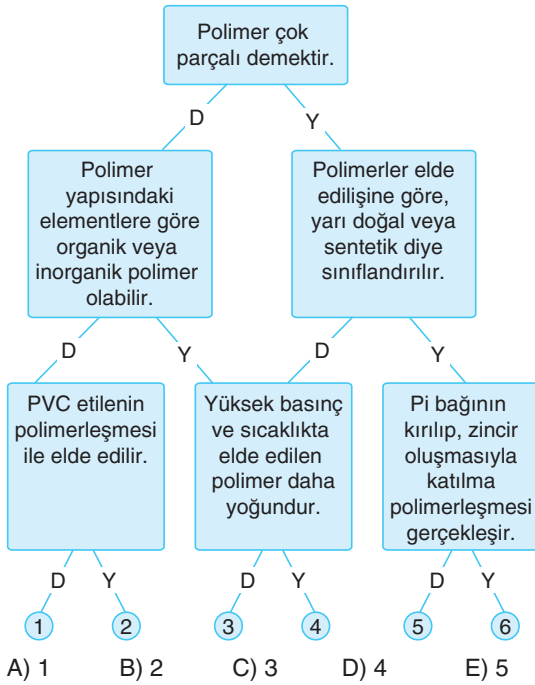 Polimer çok
parçalı demektir.
D
Y
Polimer
yapısındaki
elementlere göre
organik veya
inorganik polimer
olabilir.
Polimerler elde
edilişine göre,
yarı doğal veya
sentetik diye
sınıflandırılır.
D
Y
D
Y
PVC etilenin
polimerleşmesi
ile elde edilir.
Yüksek basınç
ve sıcaklıkta
elde edilen
polimer daha
yoğundur.
Pi bağının
kırılıp, zincir
oluşmasıyla
katılma
polimerleşmesi
gerçekleşir.
D
Y
D
Y
D
Y
1
2
3
4
5
6
A) 1 B) 2 C) 3 D) 4 E) 5